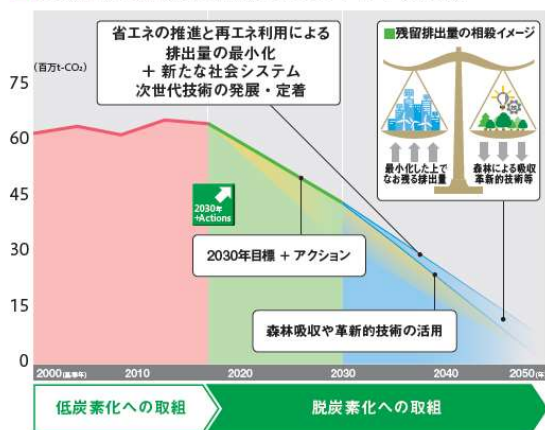 省エネの推進と再エネ利用による
排出量の最小化
＋ 新たな社会システム
次世代技術の発展・定着
■残留排出量の相殺イメージ
最小化した上で
なお残る排出量
森林による吸収
革新的技術等
(百万t-CO₂)
75
60
45
30
15
0
2030年
+Actions
2030年目標 ＋ アクション
森林吸収や革新的技術の活用
2000(基準年) 2010 2020 2030 2040 2050(年)
低炭素化への取組
脱炭素化への取組